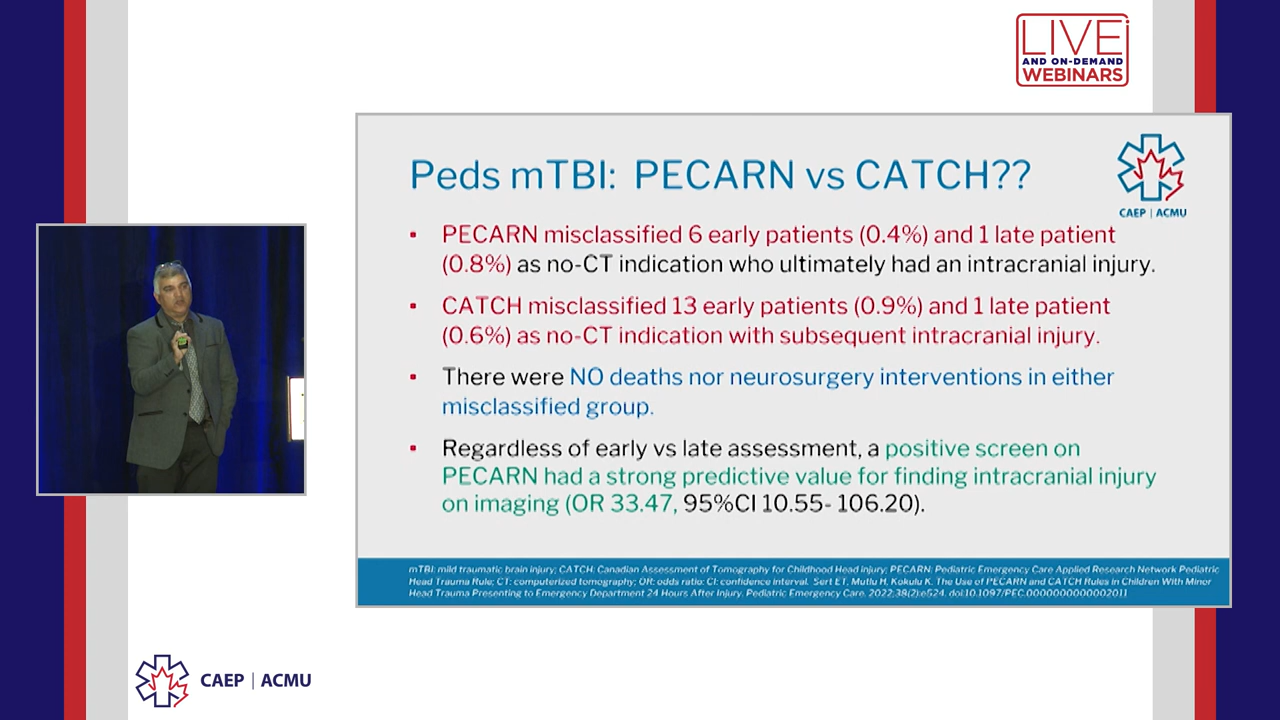 LIVE
AND ON-DEMAND
WEBINARS
Peds mTBI: PECARN vs CATCH??
CAEP | ACMU
• PECARN misclassified 6 early patients (0.4%) and 1 late patient
(0.8%) as no-CT indication who ultimately had an intracranial injury.
• CATCH misclassified 13 early patients (0.9%) and 1 late patient
(0.6%) as no-CT indication with subsequent intracranial injury.
• There were NO deaths nor neurosurgery interventions in either
misclassified group.
• Regardless of early vs late assessment, a positive screen on
PECARN had a strong predictive value for finding intracranial injury
on imaging (OR 33.47, 95%CI 10.55- 106.20).
mTBI: mild traumatic brain injury; CATCH: Canadian Assessment of Tomography for Childhood Head injury; PECARN: Pediatric Emergency Care Applied Research Network Pediatric
Head Trauma Rule; CT: computerized tomography; OR: odds ratio: CI: confidence interval. Sert ET, Mutlu H, Kokulu K. The Use of PECARN and CATCH Rules in Children With Minor
Head Trauma Presenting to Emergency Department 24 Hours After Injury. Pediatric Emergency Care. 2022;38(2):e524. doi:10.1097/PEC.0000000000002011
CAEP | ACMU